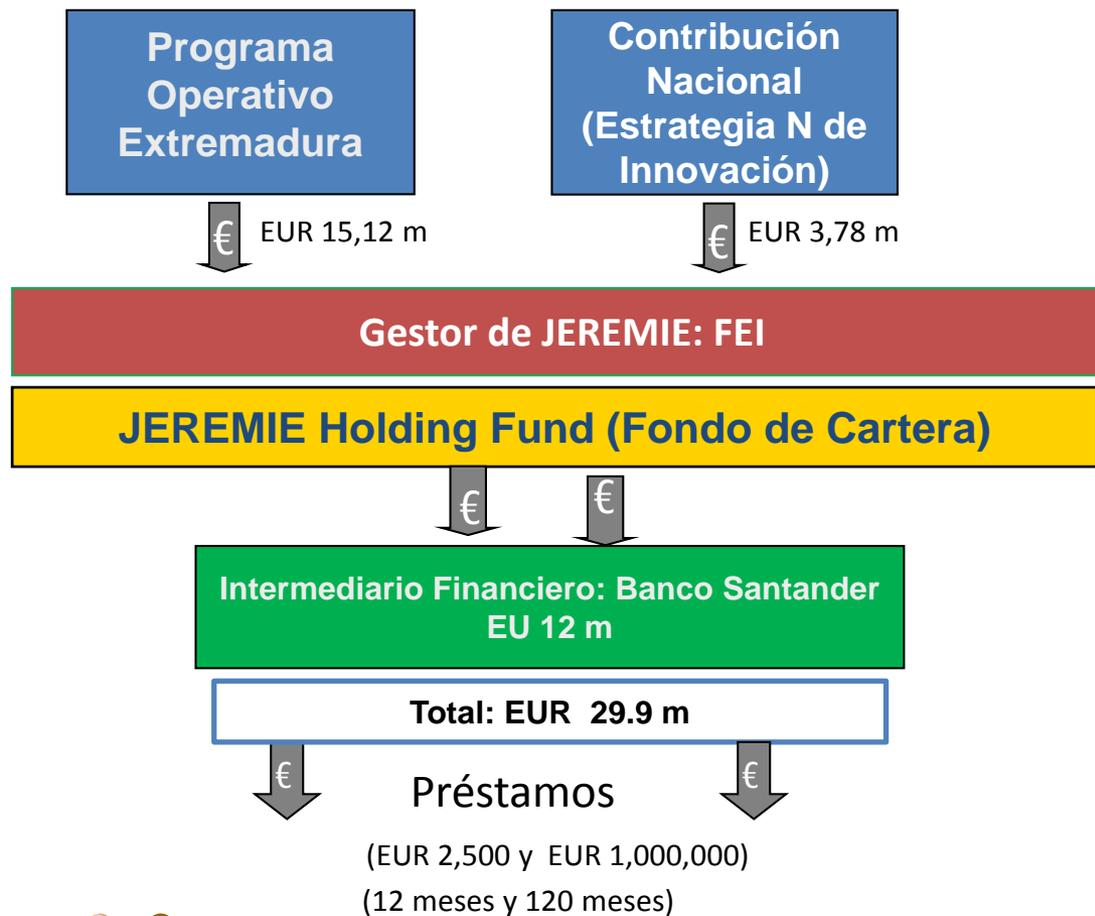 Programa
Operativo
Extremadura
Contribución
Nacional
(Estrategia N de
Innovación)
€ EUR 15,12 m
€ EUR 3,78 m
Gestor de JEREMIE: FEI
JEREMIE Holding Fund (Fondo de Cartera)
€ €
Intermediario Financiero: Banco Santander
EU 12 m
Total: EUR 29.9 m
€ Préstamos €
(EUR 2,500 y EUR 1,000,000)
(12 meses y 120 meses)